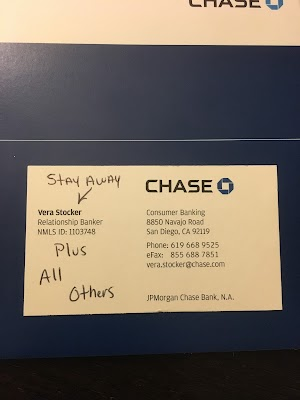 CHASE
STAY AWAY
CHASE
Vera Stocker
Relationship Banker
NMLS ID: 1103748
Plus
All
Others
Consumer Banking
8850 Navajo Road
San Diego, CA 92119
Phone: 619 668 9525
eFax: 855 688 7851
vera.stocker@chase.com
JPMorgan Chase Bank, N.A.